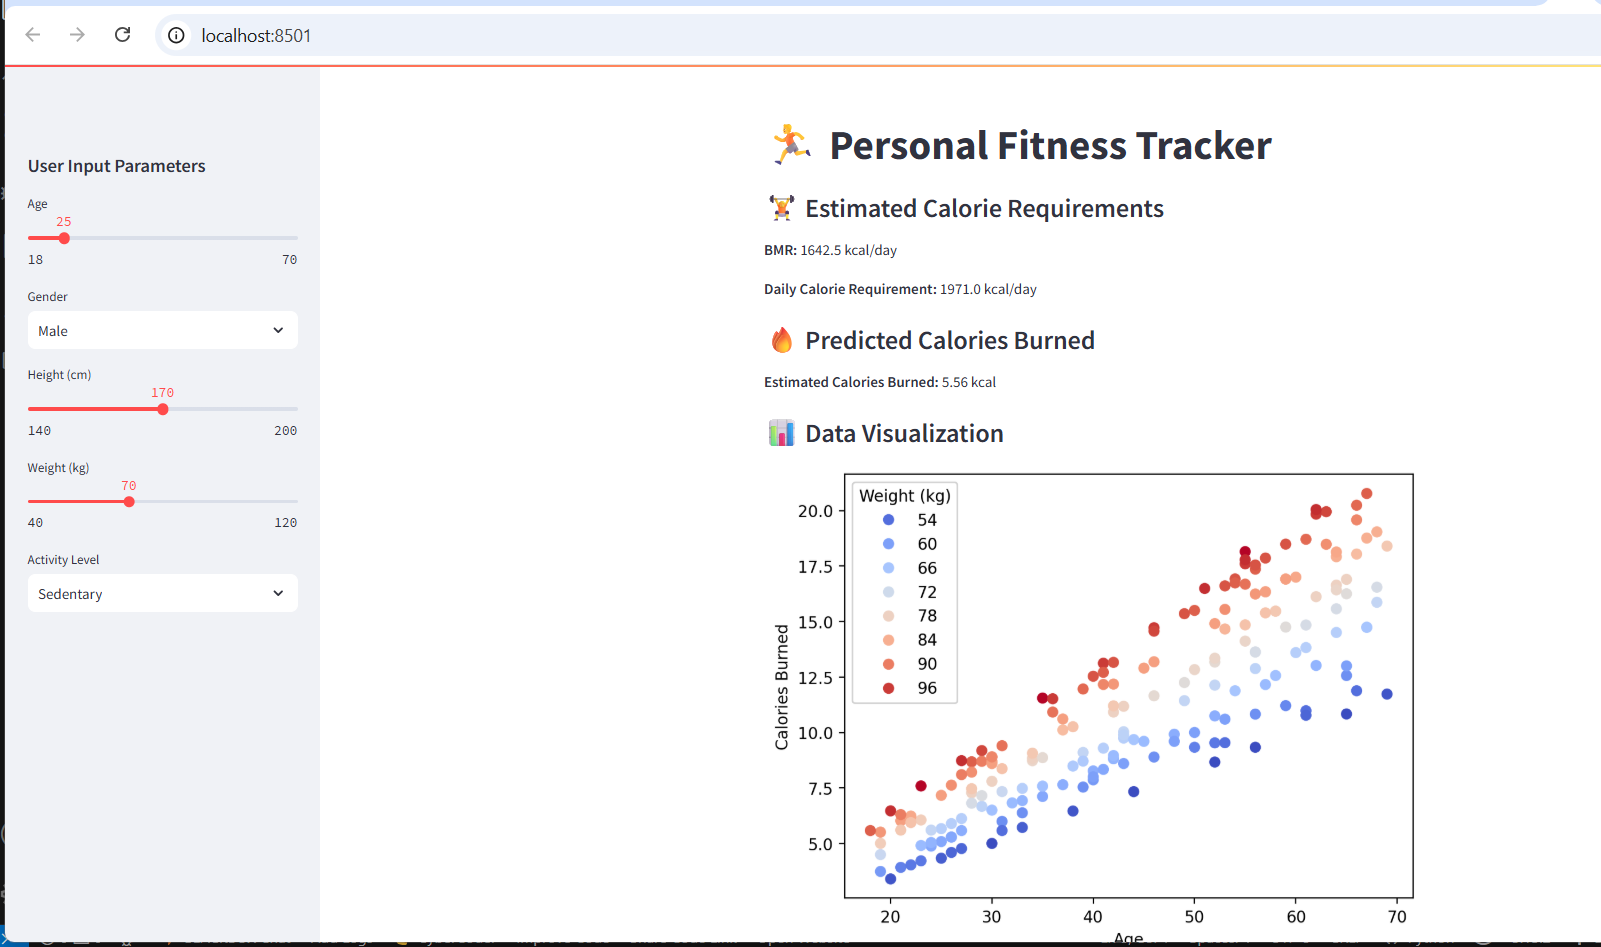 localhost:8501
User Input Parameters
Age
25
18 70
Gender
Male
Height (cm)
170
140 200
Weight (kg)
70
40 120
Activity Level
Sedentary
Personal Fitness Tracker
Estimated Calorie Requirements
BMR: 1642.5 kcal/day
Daily Calorie Requirement: 1971.0 kcal/day
Predicted Calories Burned
Estimated Calories Burned: 5.56 kcal
Data Visualization
Weight (kg)
54
60
66
72
78
84
90
96
Calories Burned
20.0
17.5
15.0
12.5
10.0
7.5
5.0
20 30 40 50 60 70
Age